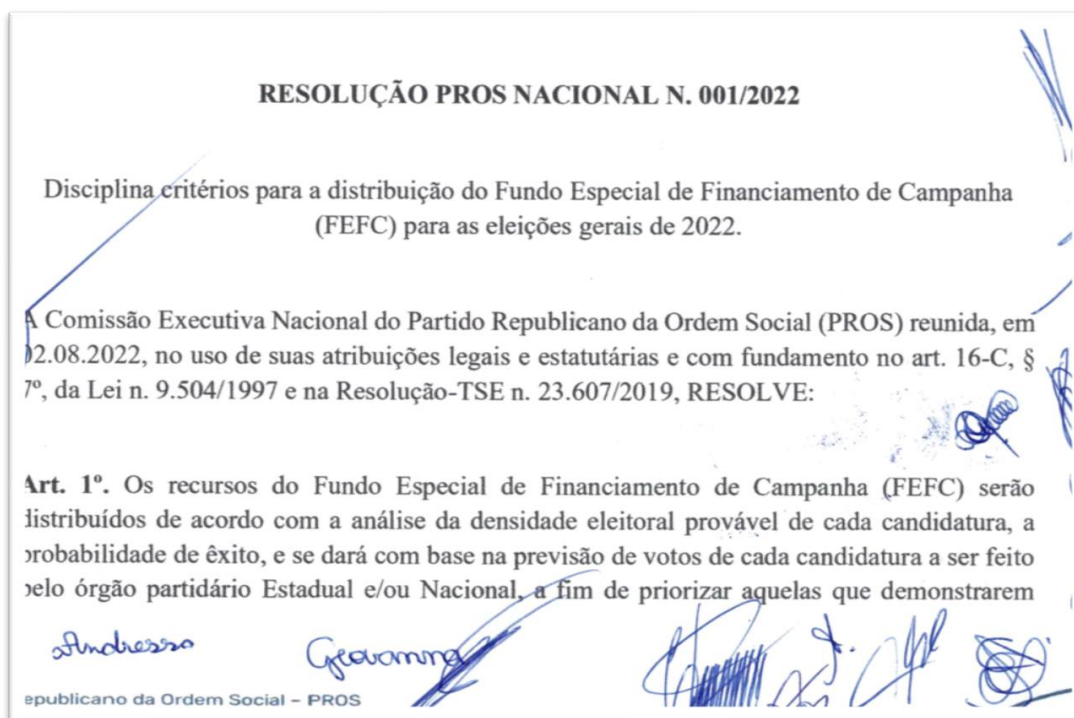 RESOLUÇÃO PROS NACIONAL N. 001/2022
Disciplina critérios para a distribuição do Fundo Especial de Financiamento de Campanha
(FEFC) para as eleições gerais de 2022.
A Comissão Executiva Nacional do Partido Republicano da Ordem Social (PROS) reunida, em
02.08.2022, no uso de suas atribuições legais e estatutárias e com fundamento no art. 16-C, §
7º, da Lei n. 9.504/1997 e na Resolução-TSE n. 23.607/2019, RESOLVE:
Art. 1º. Os recursos do Fundo Especial de Financiamento de Campanha (FEFC) serão
distribuídos de acordo com a análise da densidade eleitoral provável de cada candidatura, a
probabilidade de êxito, e se dará com base na previsão de votos de cada candidatura a ser feito
pelo órgão partidário Estadual e/ou Nacional, a fim de priorizar aquelas que demonstrarem
Andressa Geovanna
epublicano da Ordem Social – PROS